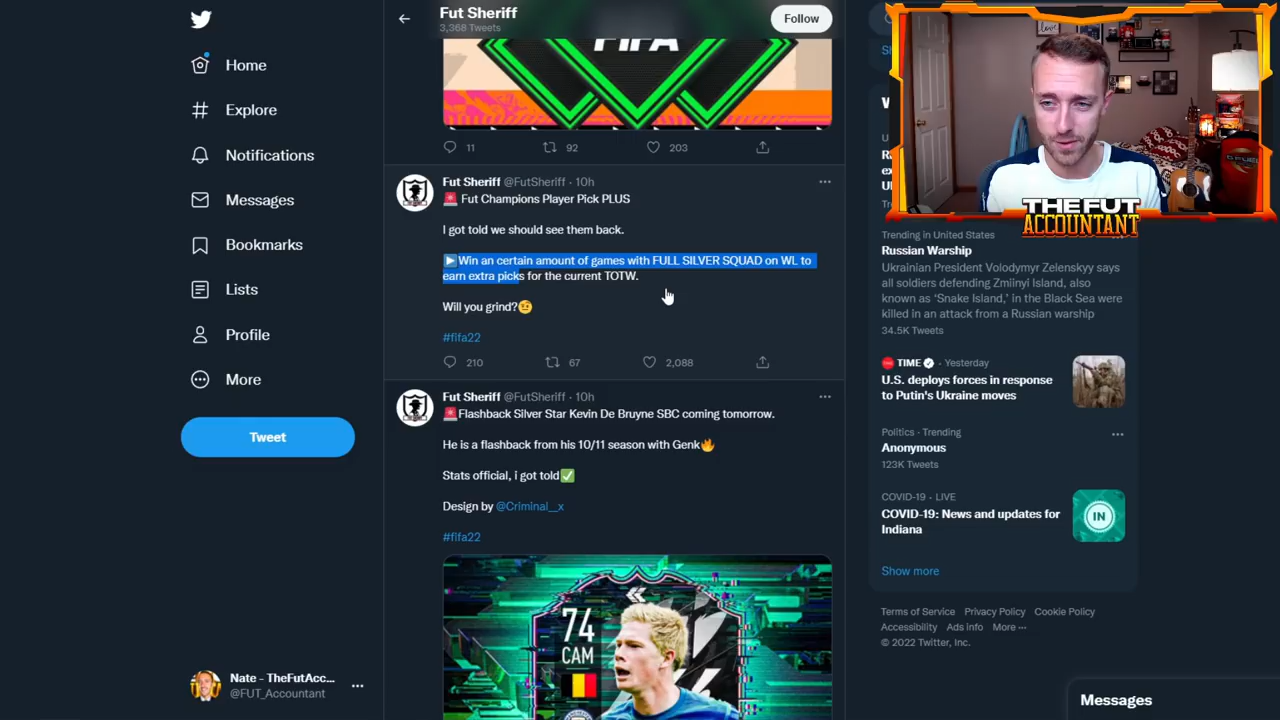 Home
Explore
Notifications
Messages
Bookmarks
Lists
Profile
More
Tweet
Nate - TheFutAcc...
@FUT_Accountant
Fut Sheriff
3,368 Tweets
Follow
FIFA
11
92
203
Fut Sheriff @FutSheriff · 10h
🚨 Fut Champions Player Pick PLUS
I got told we should see them back.
▶️Win an certain amount of games with FULL SILVER SQUAD on WL to
earn extra picks for the current TOTW.
Will you grind?🤨
#fifa22
210
67
2,088
Fut Sheriff @FutSheriff · 10h
🚨Flashback Silver Star Kevin De Bruyne SBC coming tomorrow.
He is a flashback from his 10/11 season with Genk🔥
Stats official, i got told✅
Design by @Criminal__x
#fifa22
74
CAM
THE FUT
ACCOUNTANT
Trending in United States
Russian Warship
Ukrainian President Volodymyr Zelenskyy says
all soldiers defending Zmiinyi Island, also
known as ‘Snake Island,’ in the Black Sea were
killed in an attack from a Russian warship
34.5K Tweets
TIME · Yesterday
U.S. deploys forces in response
to Putin's Ukraine moves
Politics · Trending
Anonymous
123K Tweets
COVID-19 · LIVE
COVID-19: News and updates for
Indiana
IN
Show more
Terms of Service Privacy Policy Cookie Policy
Accessibility Ads info More ···
© 2022 Twitter, Inc.
Messages